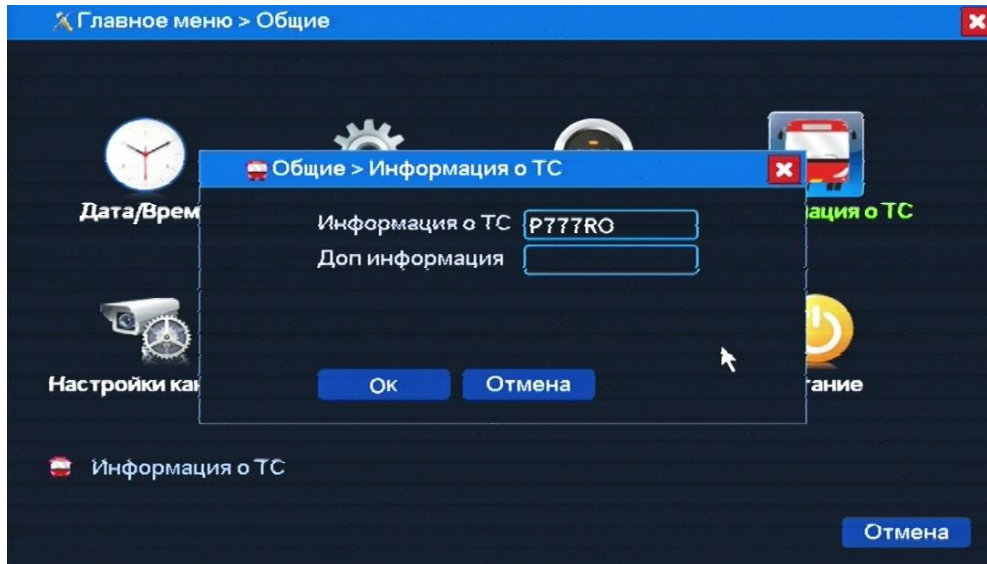 Главное меню > Общие
Общие > Информация о ТС
Дата/Врем
ация о ТС
Информация о ТС P777RO
Доп информация
Настройки кан
ание
Ок Отмена
Информация о ТС
Отмена